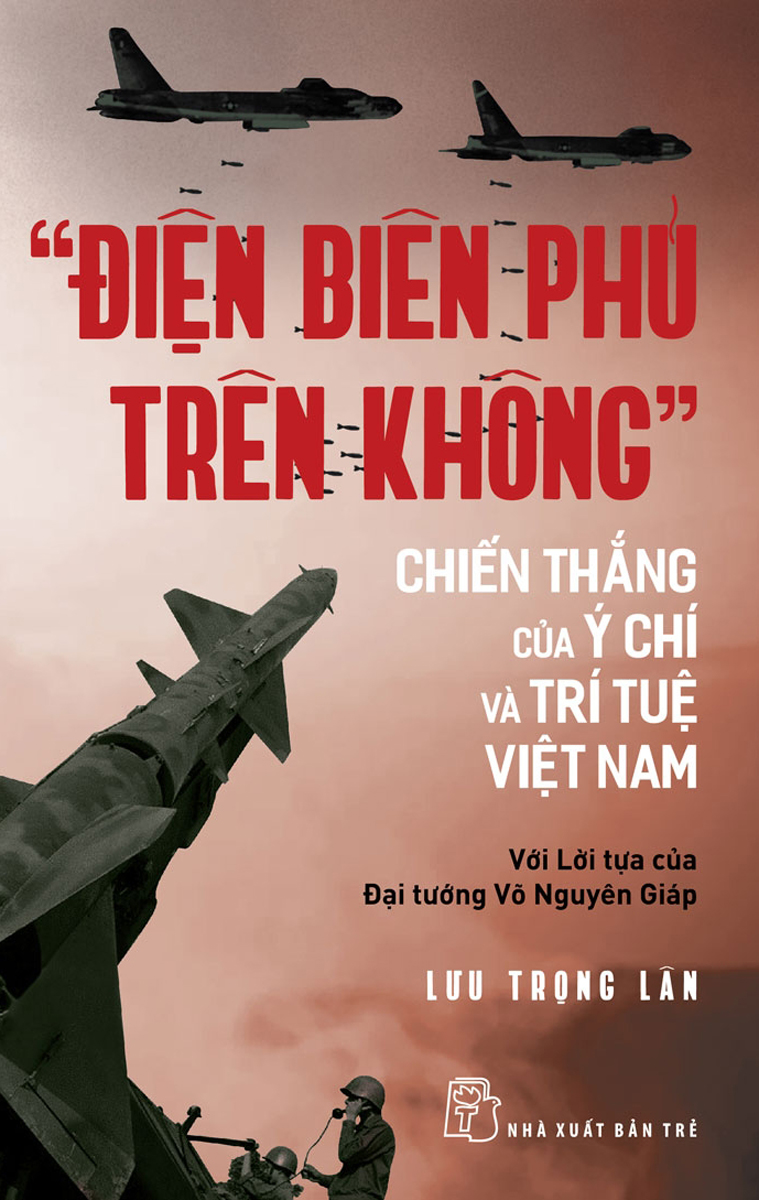 “ĐIỆN BIÊN PHỦ
TRÊN KHÔNG”
CHIẾN THẮNG
CỦA Ý CHÍ
VÀ TRÍ TUỆ
VIỆT NAM
Với Lời tựa của
Đại tướng Võ Nguyên Giáp
LƯU TRỌNG LÂN
T
NHÀ XUẤT BẢN TRẺ